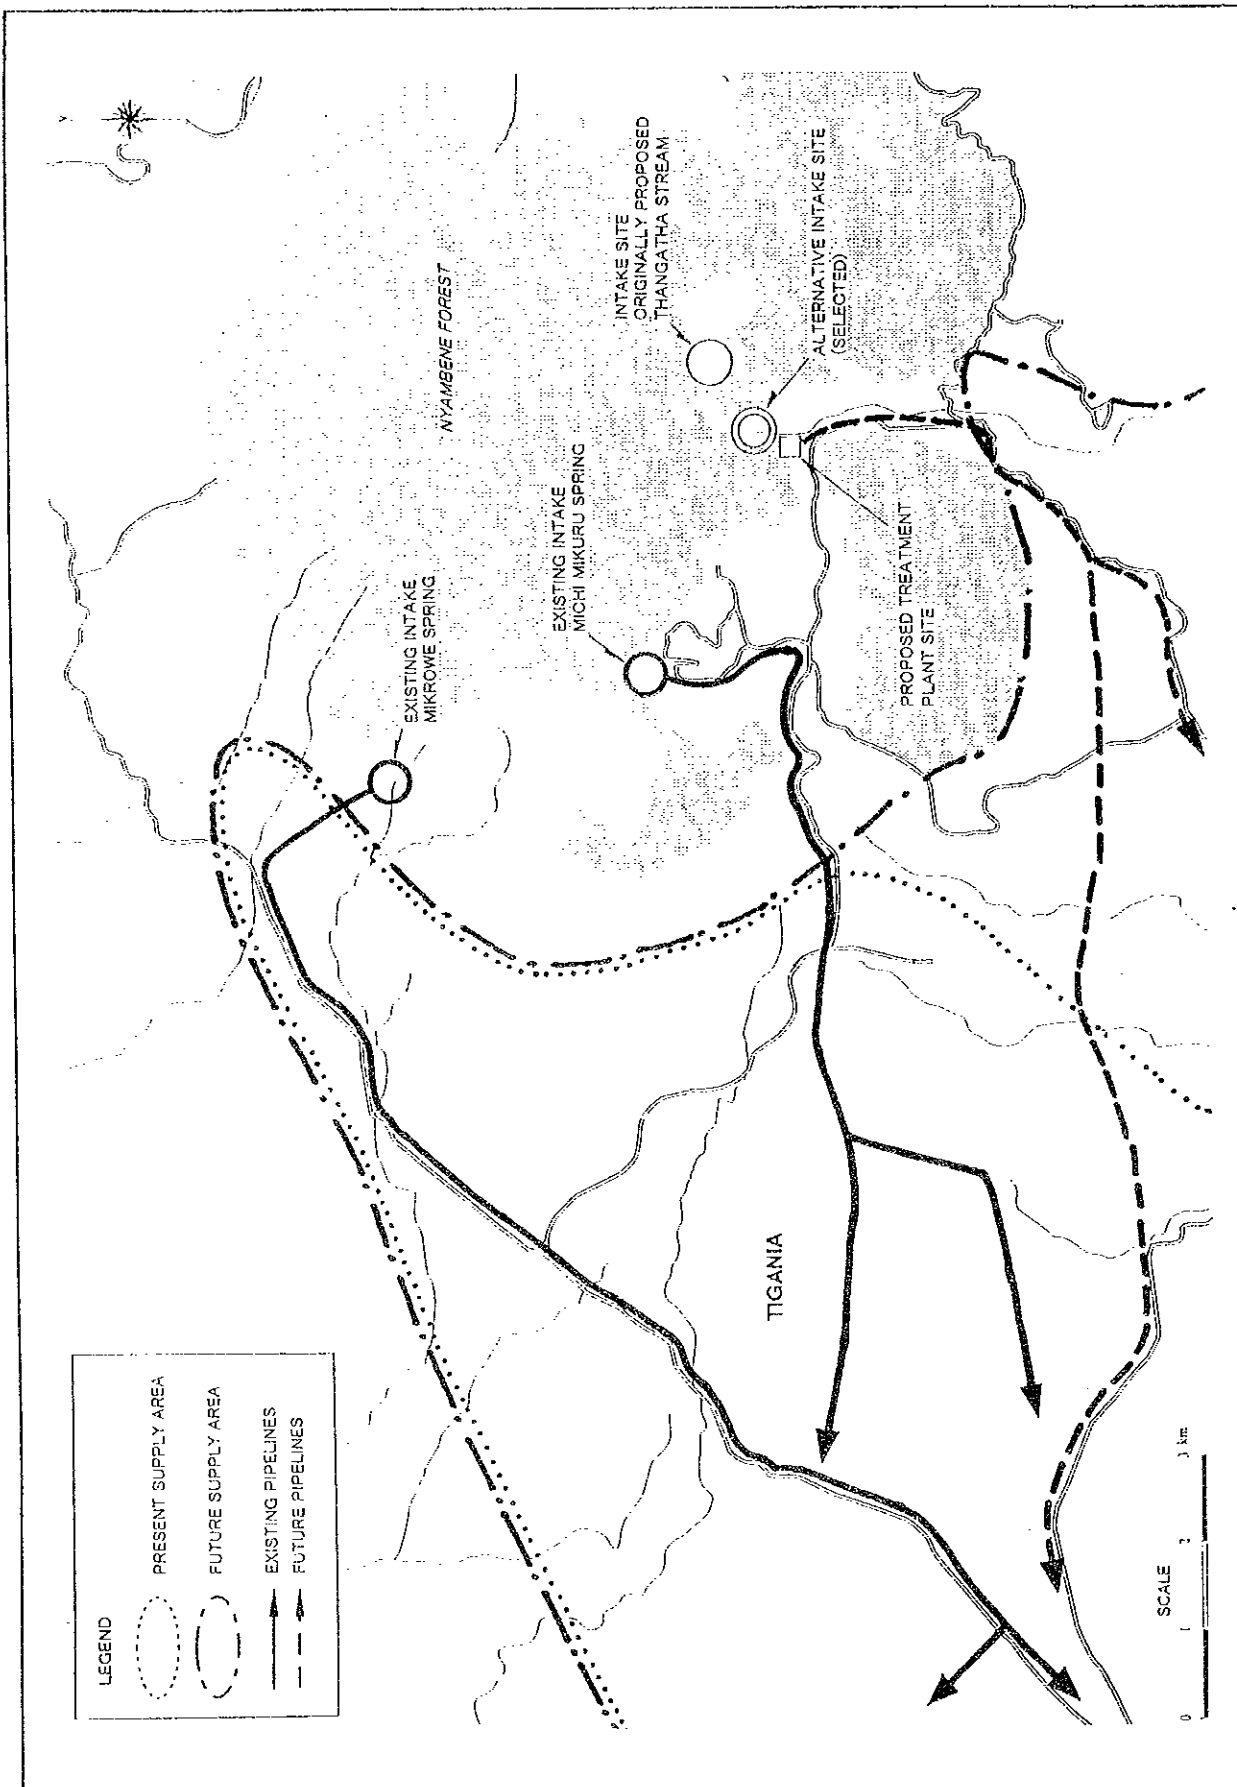 LEGEND
PRESENT SUPPLY AREA
FUTURE SUPPLY AREA
EXISTING PIPELINES
FUTURE PIPELINES
EXISTING INTAKE
MIKROWE SPRING
NYAMBENE FOREST
EXISTING INTAKE
MICHI MIKURU SPRING
INTAKE SITE
ORIGINALLY PROPOSED
THANGATHA STREAM
ALTERNATIVE INTAKE SITE
(SELECTED)
PROPOSED TREATMENT
PLANT SITE
TIGANIA
SCALE
0 1 2 3 km